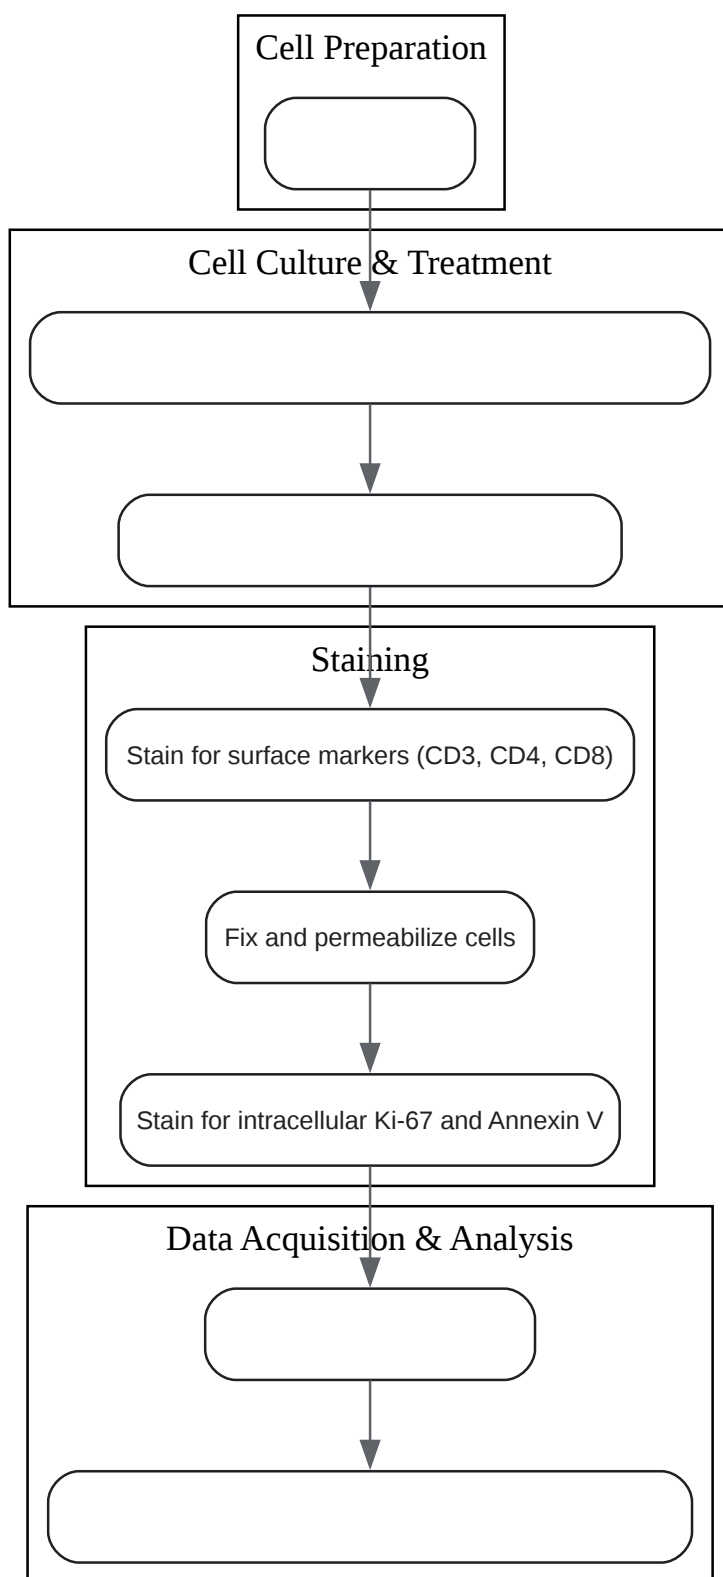 Cell Preparation
Cell Culture & Treatment
Staining
Stain for surface markers (CD3, CD4, CD8)
Fix and permeabilize cells
Stain for intracellular Ki-67 and Annexin V
Data Acquisition & Analysis